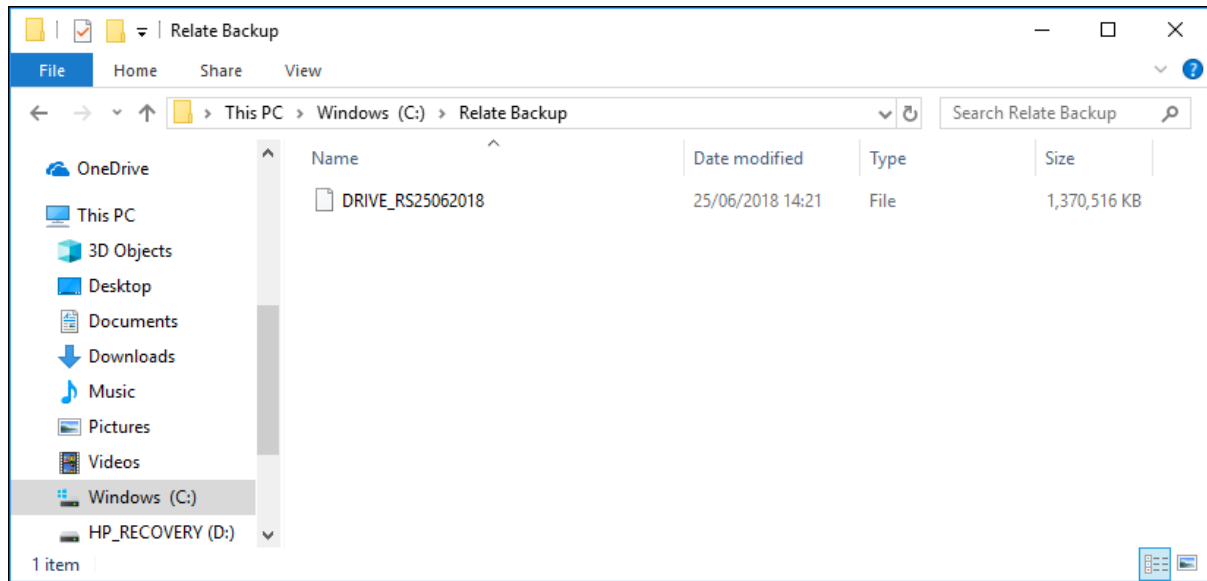 Relate Backup
File Home Share View
This PC > Windows (C:) > Relate Backup Search Relate Backup
Name Date modified Type Size
DRIVE_RS25062018 25/06/2018 14:21 File 1,370,516 KB
OneDrive
This PC
3D Objects
Desktop
Documents
Downloads
Music
Pictures
Videos
Windows (C:)
HP_RECOVERY (D:)
1 item